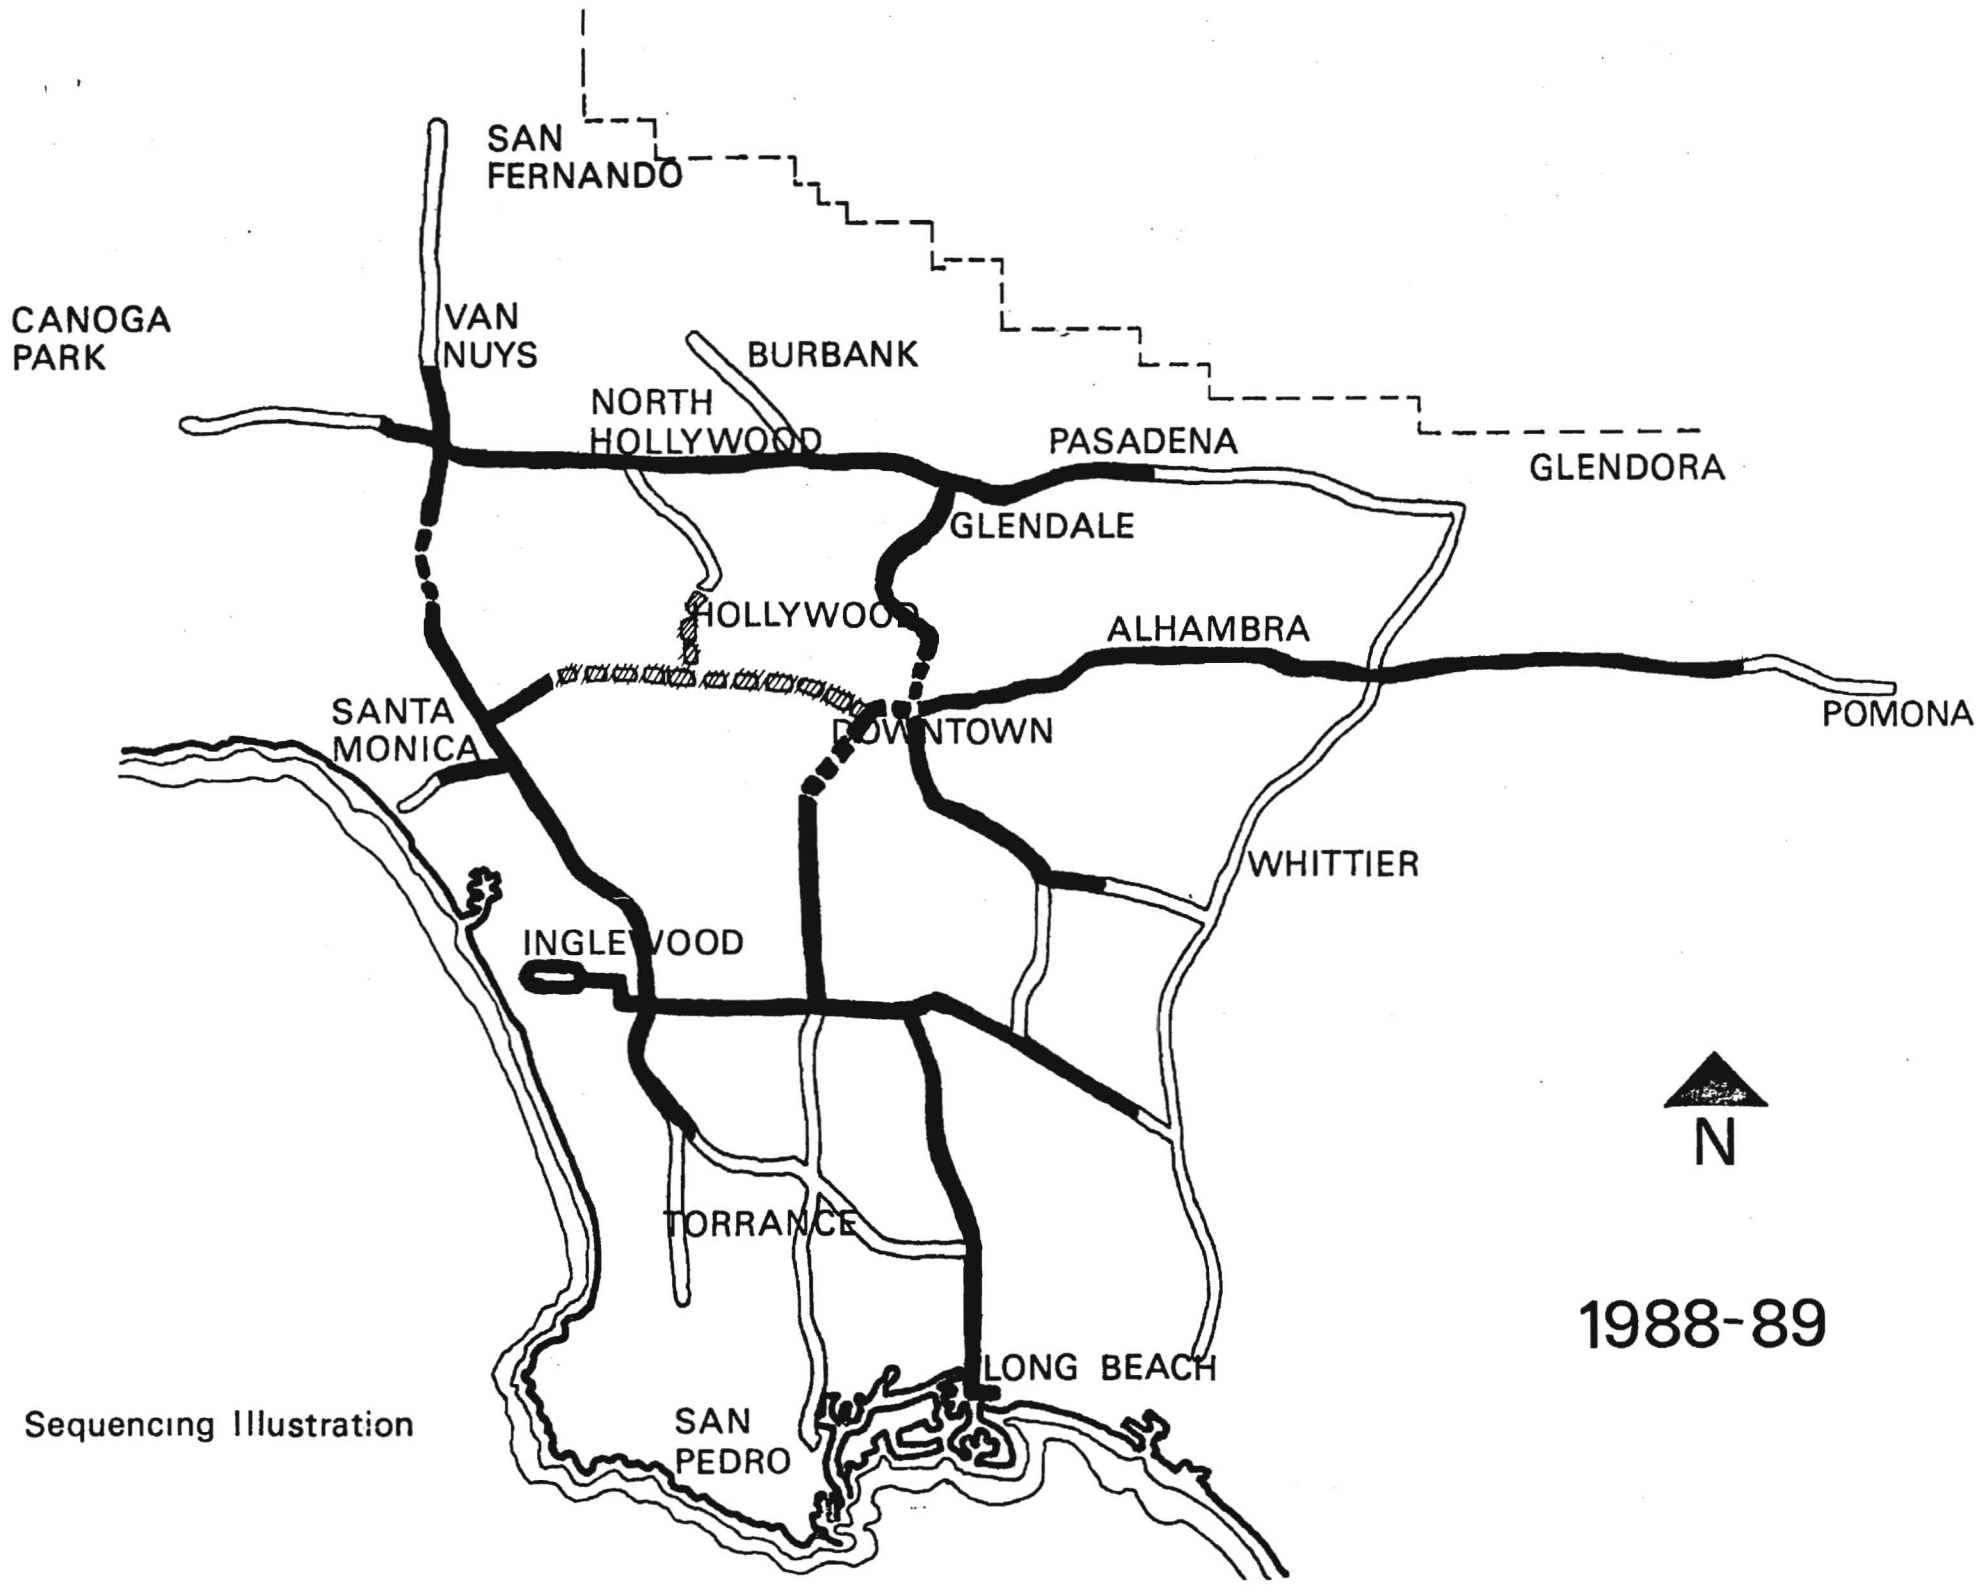 SAN
FERNANDO
CANOGA
PARK
VAN
NUYS
BURBANK
NORTH
HOLLYWOOD
PASADENA
GLENDORA
GLENDALE
HOLLYWOOD
ALHAMBRA
SANTA
MONICA
DOWNTOWN
POMONA
WHITTIER
INGLEWOOD
N
TORRANCE
1988-89
LONG BEACH
Sequencing Illustration
SAN
PEDRO